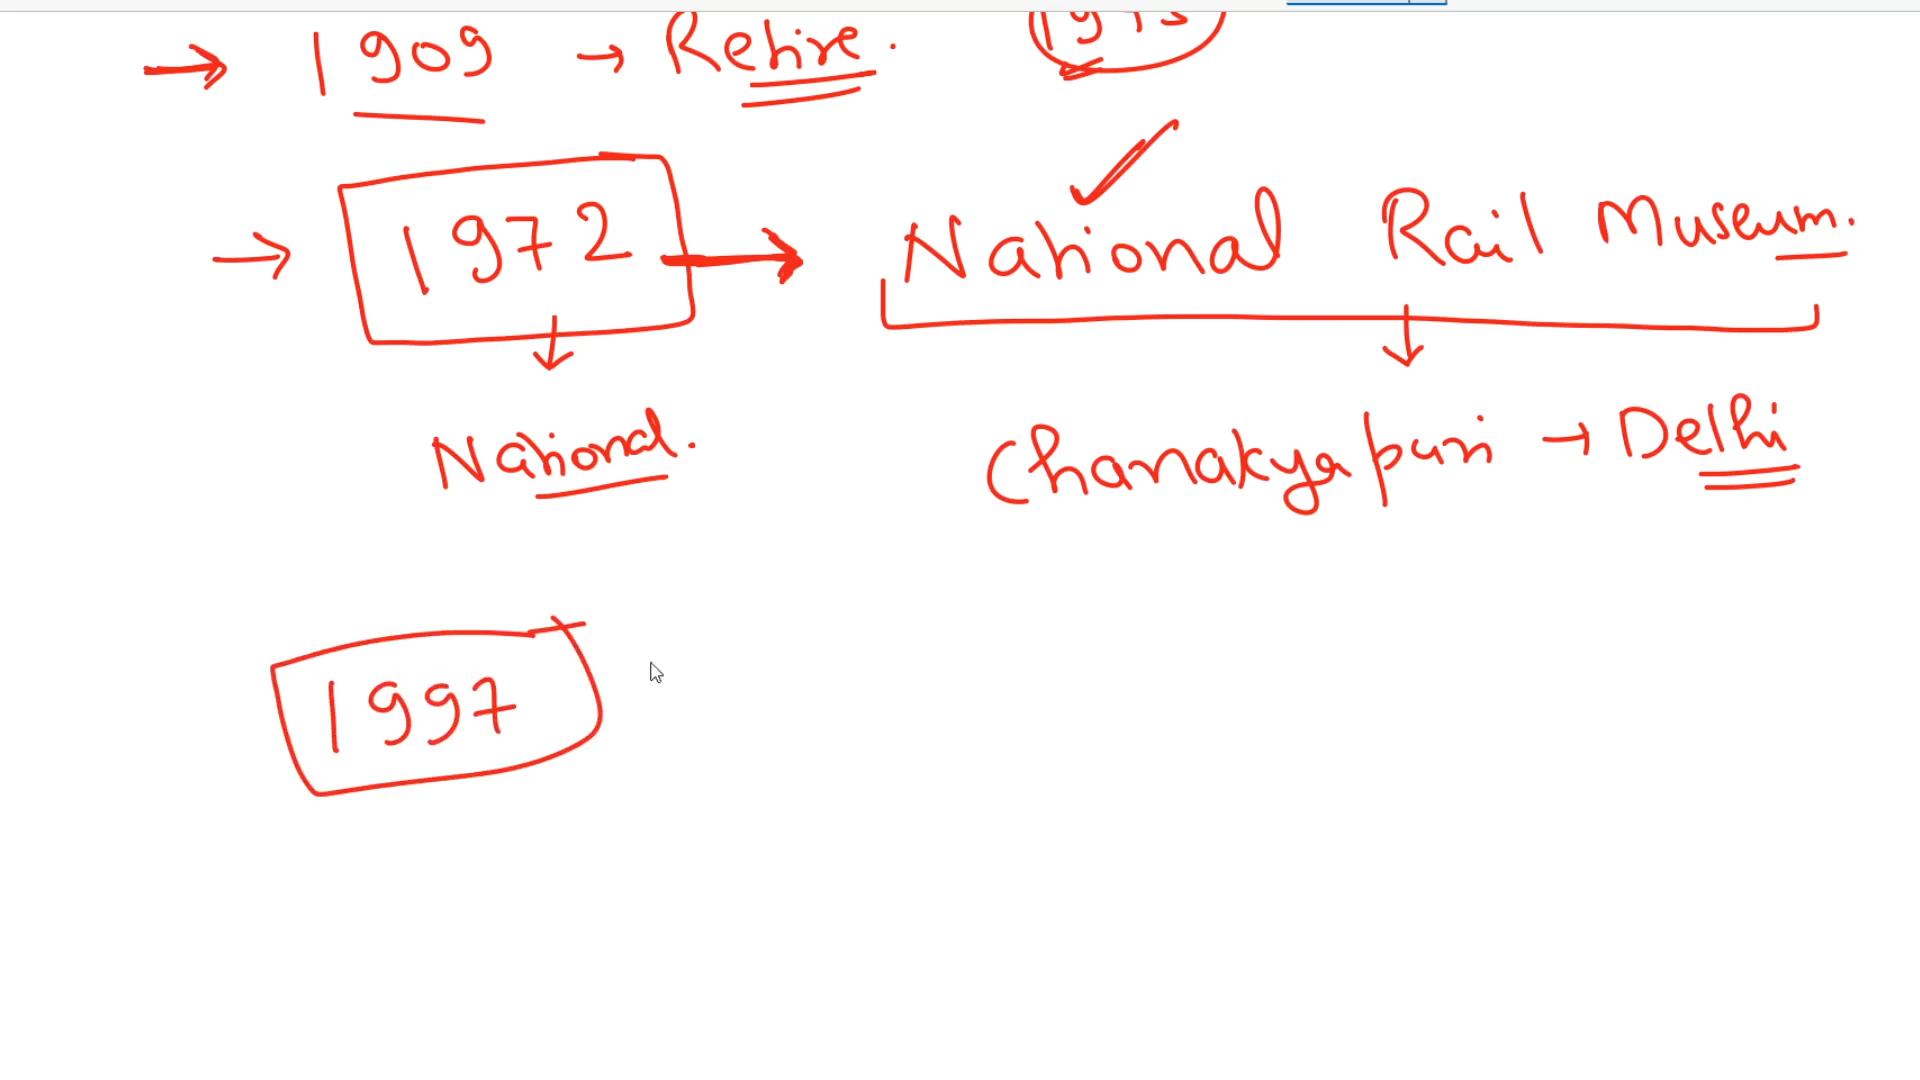 → 1909 → Retire.
→ 1972 → National Rail Museum.
National. Chanakyapuri → Delhi
1997